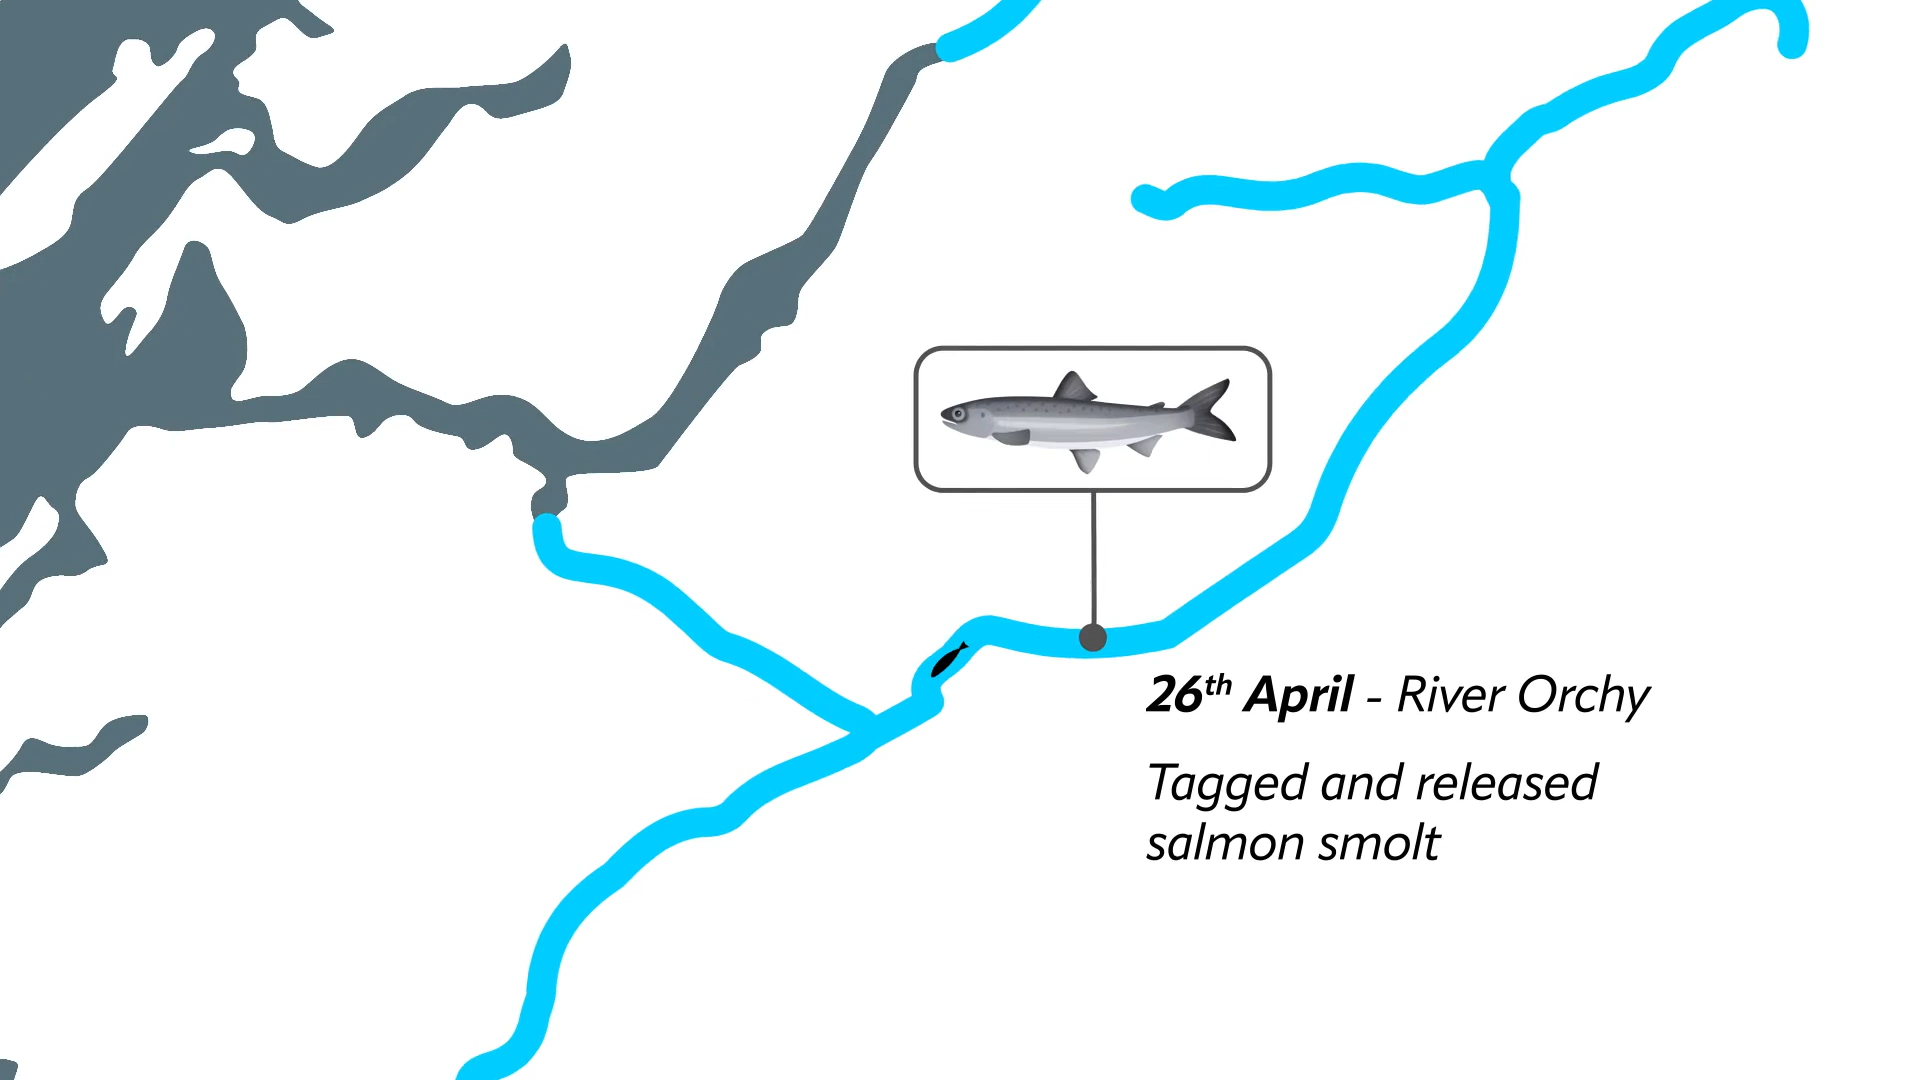 26th April - River Orchy
Tagged and released
salmon smolt